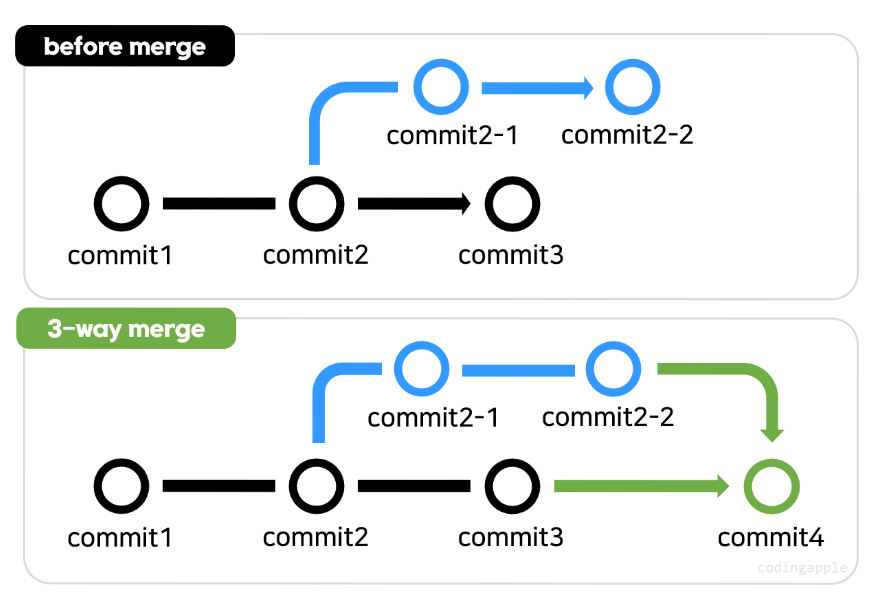 before merge
commit2-1
commit2-2
commit1
commit2
commit3
3-way merge
commit2-1
commit2-2
commit1
commit2
commit3
commit4
codingapple